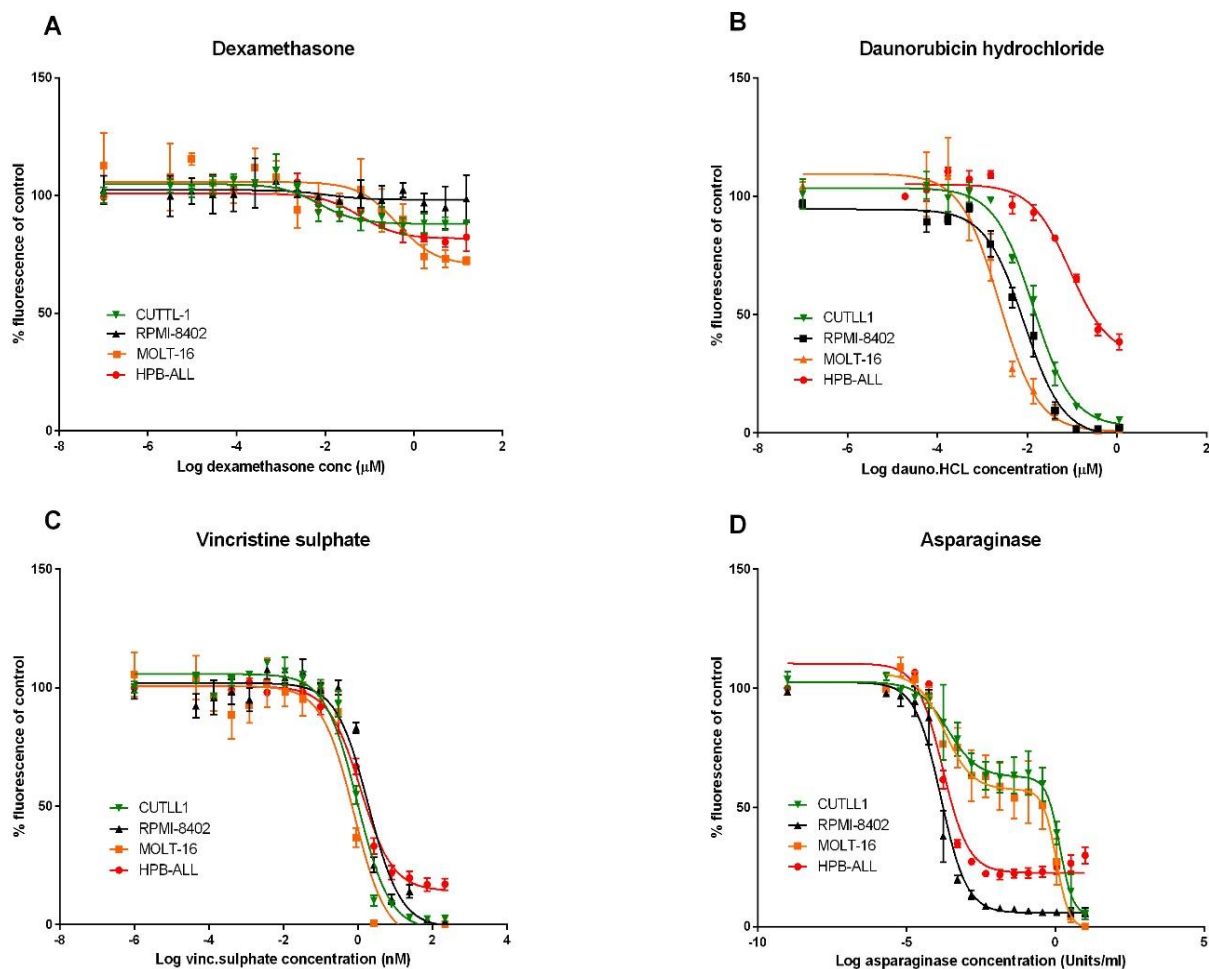 A
Dexamethasone
% fluorescence of control
150
100
50
0
-8
-6
-4
-2
0
2
Log dexamethasone conc (μM)
CUTTL-1
RPMI-8402
MOLT-16
HPB-ALL
B
Daunorubicin hydrochloride
% fluorescence of control
150
100
50
0
-8
-6
-4
-2
0
2
Log dauno.HCL concentration (μM)
CUTLL1
RPMI-8402
MOLT-16
HPB-ALL
C
Vincristine sulphate
% fluorescence of control
150
100
50
0
-8
-6
-4
-2
0
2
4
Log vinc.sulphate concentration (nM)
CUTLL1
RPMI-8402
MOLT-16
HPB-ALL
D
Asparaginase
% fluorescence of control
150
100
50
0
-10
-5
0
5
Log asparaginase concentration (Units/ml)
CUTLL1
RPMI-8402
MOLT-16
HPB-ALL